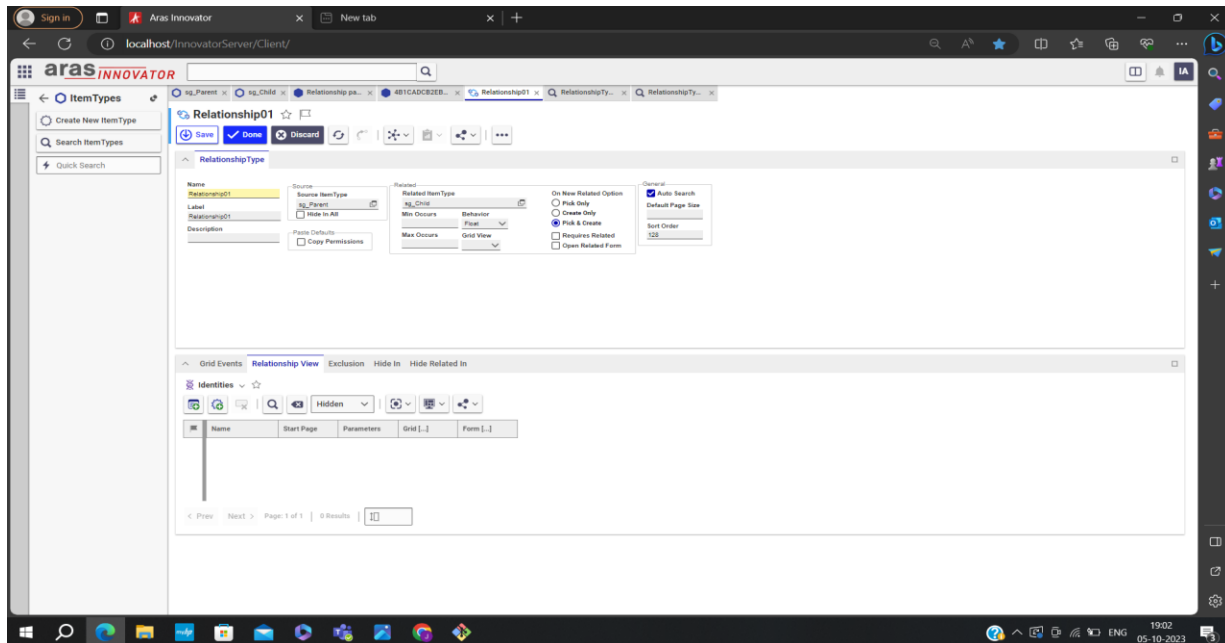 Sign in
Aras Innovator
New tab
localhost/InnovatorServer/Client/
aras INNOVATOR
IA
sg_Parent
sg_Child
Relationship pa...
4B1CADCB2EB...
Relationship01
RelationshipTy...
RelationshipTy...
ItemTypes
Create New ItemType
Search ItemTypes
Quick Search
Relationship01
Save
Done
Discard
RelationshipType
Name
Relationship01
Label
Relationship01
Description
Source
Source ItemType
sg_Parent
Hide In All
Paste Defaults
Copy Permissions
Related
Related ItemType
sg_Child
Min Occurs
Behavior
Float
Max Occurs
Grid View
On New Related Option
Pick Only
Create Only
Pick & Create
Requires Related
Open Related Form
General
Auto Search
Default Page Size
Sort Order
128
Grid Events Relationship View Exclusion Hide In Hide Related In
Identities
Hidden
Name Start Page Parameters Grid [...] Form [...]
< Prev Next > Page: 1 of 1 0 Results
ENG
19:02
05-10-2023